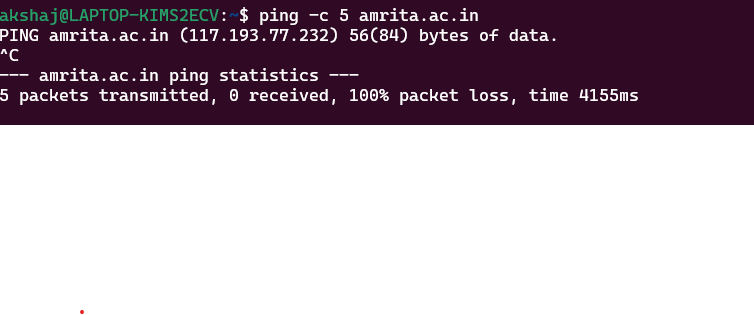 akshaj@LAPTOP-KIMS2ECV:~$ ping -c 5 amrita.ac.in
PING amrita.ac.in (117.193.77.232) 56(84) bytes of data.
^C
--- amrita.ac.in ping statistics ---
5 packets transmitted, 0 received, 100% packet loss, time 4155ms